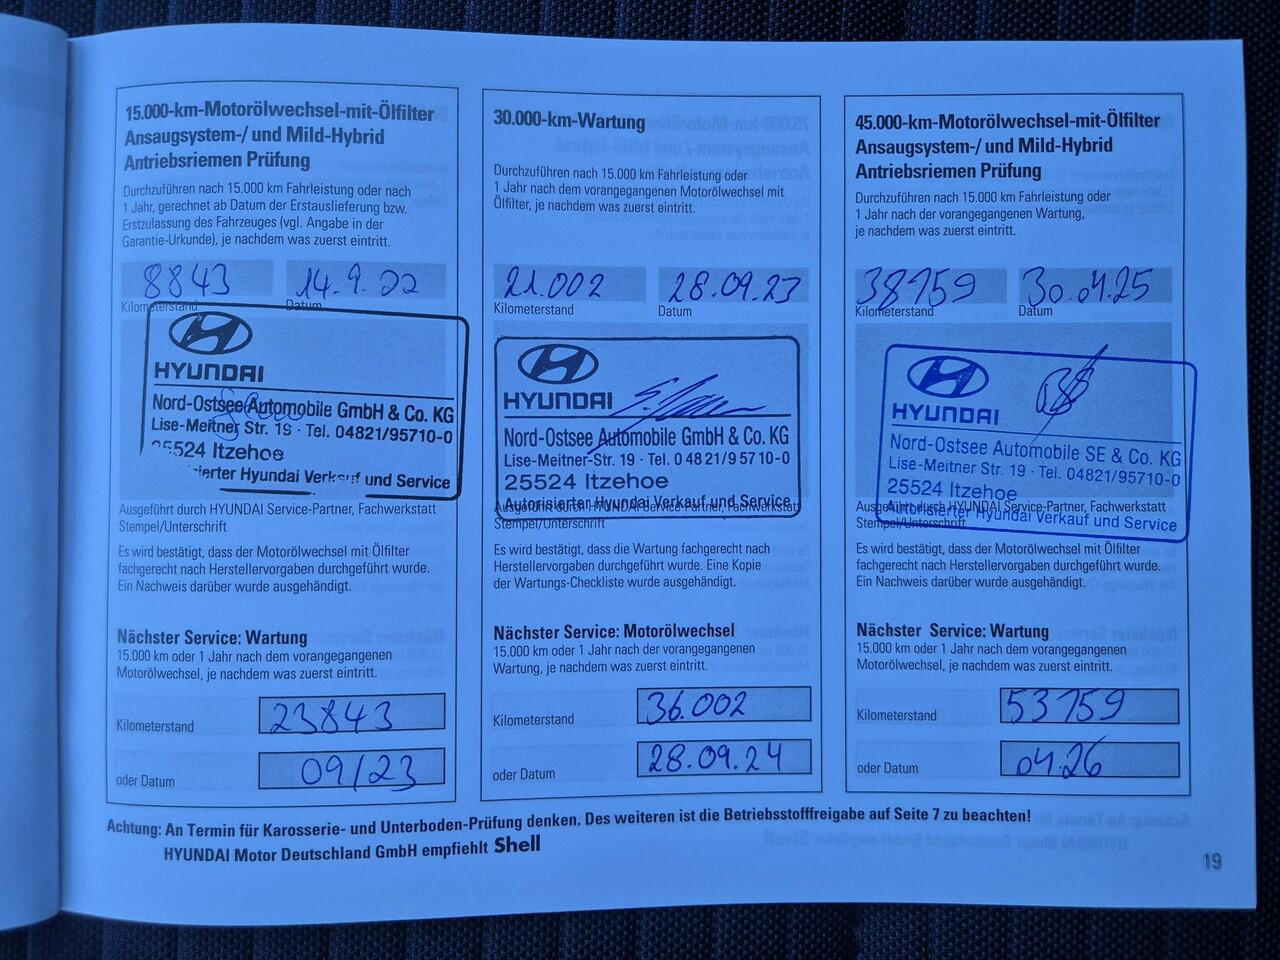 15.000-km-Motorölwechsel-mit-Ölfilter
Ansaugsystem-/ und Mild-Hybrid
Antriebsriemen Prüfung
Durchzuführen nach 15.000 km Fahrleistung oder nach
1 Jahr, gerechnet ab Datum der Erstauslieferung bzw.
Erstzulassung des Fahrzeuges (vgl. Angabe in der
Garantie-Urkunde), je nachdem was zuerst eintritt.
8843 14.9.22
Kilometerstand Datum
HYUNDAI
Nord-Ostsee Automobile GmbH & Co. KG
Lise-Meitner Str. 19 · Tel. 04821/95710-0
25524 Itzehoe
sierter Hyundai Verkauf und Service
Ausgeführt durch HYUNDAI Service-Partner, Fachwerkstatt
Stempel/Unterschrift
Es wird bestätigt, dass der Motorölwechsel mit Ölfilter
fachgerecht nach Herstellervorgaben durchgeführt wurde.
Ein Nachweis darüber wurde ausgehändigt.
Nächster Service: Wartung
15.000 km oder 1 Jahr nach dem vorangegangenen
Motorölwechsel, je nachdem was zuerst eintritt.
Kilometerstand 23843
oder Datum 09/23
30.000-km-Wartung
Durchzuführen nach 15.000 km Fahrleistung oder
1 Jahr nach dem vorangegangenen Motorölwechsel mit
Ölfilter, je nachdem was zuerst eintritt.
21.002 28.09.23
Kilometerstand Datum
HYUNDAI
Nord-Ostsee Automobile GmbH & Co. KG
Lise-Meitner-Str. 19 · Tel. 0 48 21/9 57 10-0
25524 Itzehoe
Autorisierter Hyundai Verkauf und Service
Ausgeführt durch HYUNDAI Service-Partner, Fachwerkstatt
Stempel/Unterschrift
Es wird bestätigt, dass die Wartung fachgerecht nach
Herstellervorgaben durchgeführt wurde. Eine Kopie
der Wartungs-Checkliste wurde ausgehändigt.
Nächster Service: Motorölwechsel
15.000 km oder 1 Jahr nach der vorangegangenen
Wartung, je nachdem was zuerst eintritt.
Kilometerstand 36.002
oder Datum 28.09.24
45.000-km-Motorölwechsel-mit-Ölfilter
Ansaugsystem-/ und Mild-Hybrid
Antriebsriemen Prüfung
Durchzuführen nach 15.000 km Fahrleistung oder
1 Jahr nach der vorangegangenen Wartung,
je nachdem was zuerst eintritt.
38759 30.04.25
Kilometerstand Datum
HYUNDAI
Nord-Ostsee Automobile SE & Co. KG
Lise-Meitner Str. 19 · Tel. 04821/95710-0
25524 Itzehoe
Autorisierter Hyundai Verkauf und Service
Ausgeführt durch HYUNDAI Service-Partner, Fachwerkstatt
Stempel/Unterschrift
Es wird bestätigt, dass der Motorölwechsel mit Ölfilter
fachgerecht nach Herstellervorgaben durchgeführt wurde.
Ein Nachweis darüber wurde ausgehändigt.
Nächster Service: Wartung
15.000 km oder 1 Jahr nach dem vorangegangenen
Motorölwechsel, je nachdem was zuerst eintritt.
Kilometerstand 53759
oder Datum 04.26
Achtung: An Termin für Karosserie- und Unterboden-Prüfung denken. Des weiteren ist die Betriebsstofffreigabe auf Seite 7 zu beachten!
HYUNDAI Motor Deutschland GmbH empfiehlt Shell
19